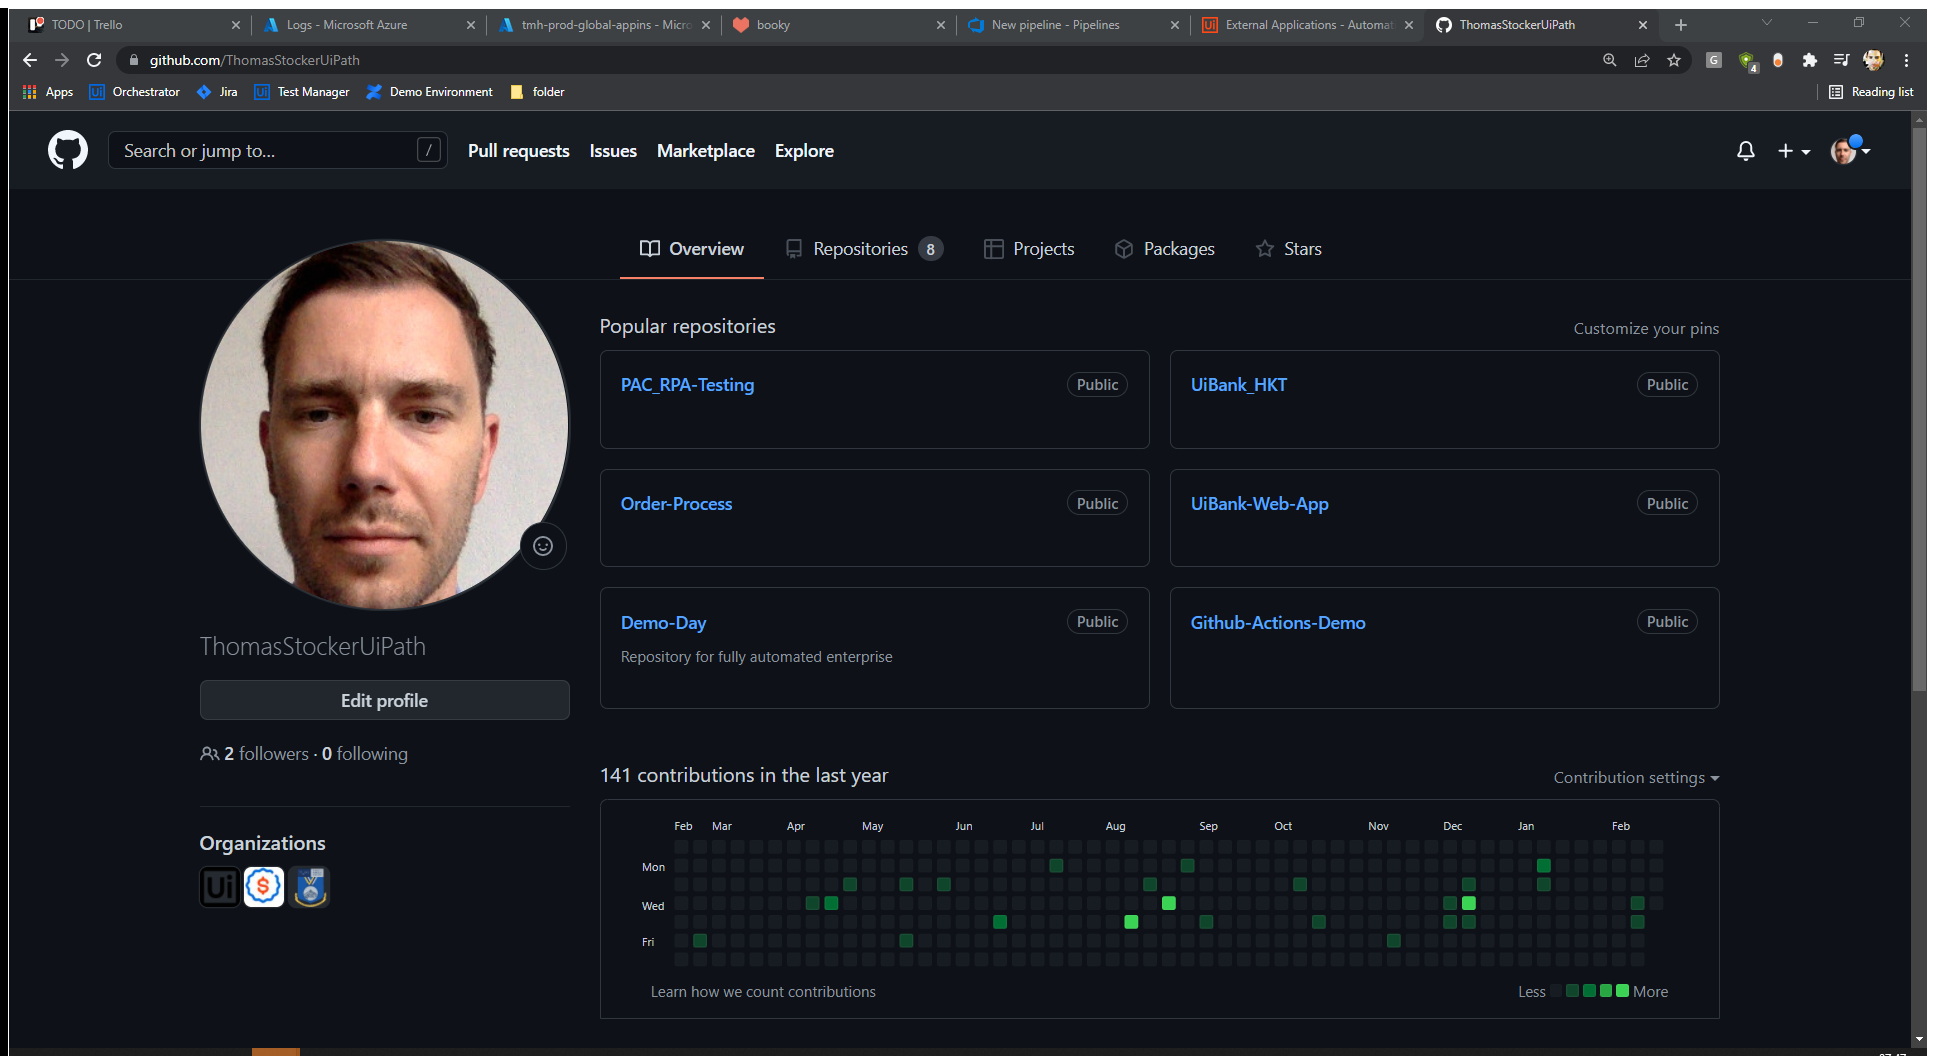 TODO | Trello
Logs - Microsoft Azure
tmh-prod-global-appins - Micro
booky
New pipeline - Pipelines
External Applications - Automat
ThomasStockerUiPath
github.com/ThomasStockerUiPath
G
4
Apps
Ui
Orchestrator
Jira
Ui
Test Manager
Demo Environment
folder
Reading list
Search or jump to...
/
Pull requests
Issues
Marketplace
Explore
Overview
Repositories 8
Projects
Packages
Stars
Popular repositories
Customize your pins
PAC_RPA-Testing
Public
UiBank_HKT
Public
Order-Process
Public
UiBank-Web-App
Public
Demo-Day
Public
Repository for fully automated enterprise
Github-Actions-Demo
Public
ThomasStockerUiPath
Edit profile
2 followers · 0 following
Organizations
Ui
141 contributions in the last year
Contribution settings
Feb Mar Apr May Jun Jul Aug Sep Oct Nov Dec Jan Feb
Mon
Wed
Fri
Learn how we count contributions
Less
More